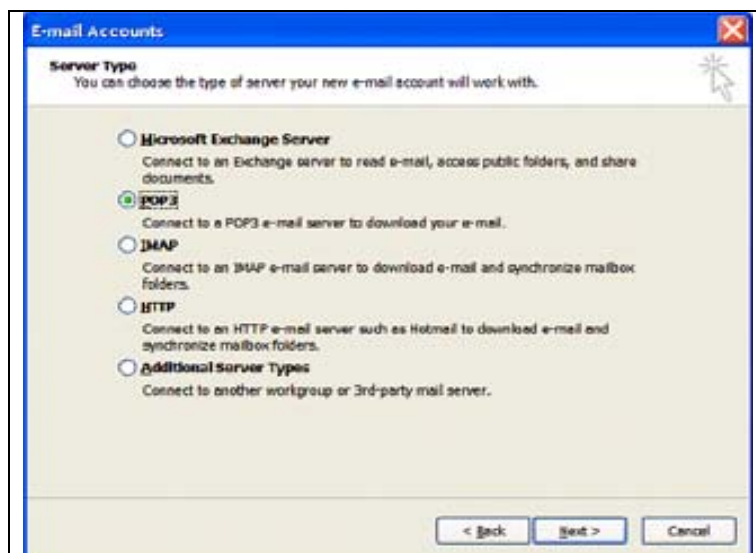 E-mail Accounts
Server Type
You can choose the type of server your new e-mail account will work with.
Microsoft Exchange Server
Connect to an Exchange server to read e-mail, access public folders, and share
documents.
POP3
Connect to a POP3 e-mail server to download your e-mail.
IMAP
Connect to an IMAP e-mail server to download e-mail and synchronize mailbox
folders.
HTTP
Connect to an HTTP e-mail server such as Hotmail to download e-mail and
synchronize mailbox folders.
Additional Server Types
Connect to another workgroup or 3rd-party mail server.
< Back Next > Cancel